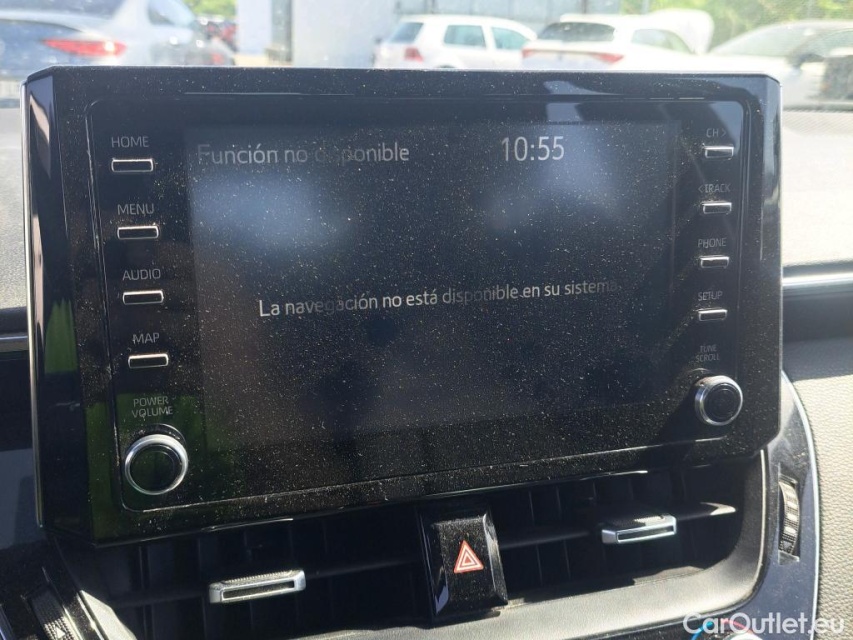 HOME
MENU
AUDIO
MAP
POWER
VOLUME
Función no disponible
10:55
La navegación no está disponible en su sistema
CH >
< TRACK
PHONE
SETUP
TUNE
SCROLL
CarOutlet.eu